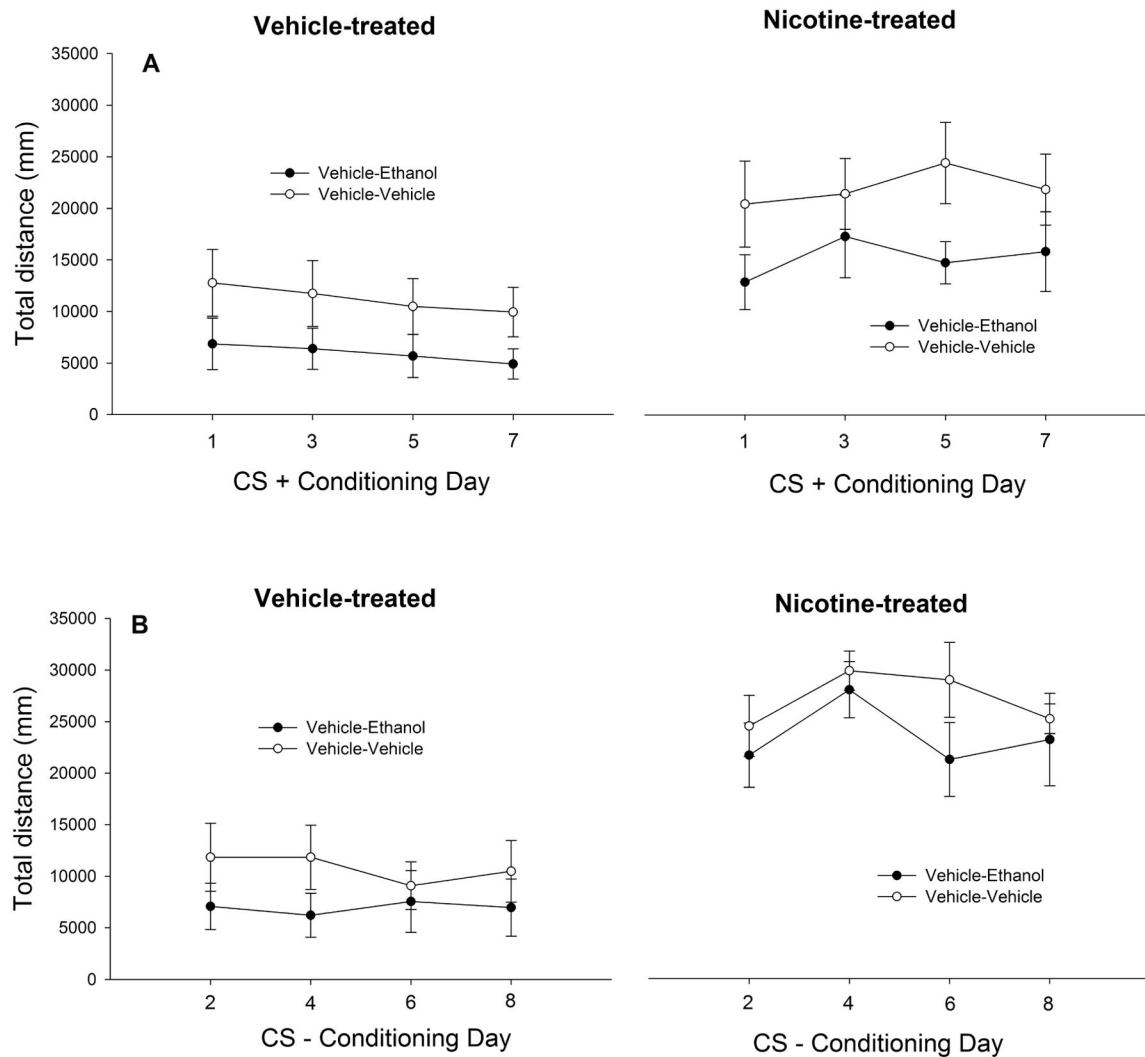 Vehicle-treated
Nicotine-treated
A
35000
30000
25000
20000
15000
10000
5000
0
Total distance (mm)
Vehicle-Ethanol
Vehicle-Vehicle
Vehicle-Ethanol
Vehicle-Vehicle
1 3 5 7
1 3 5 7
CS + Conditioning Day
CS + Conditioning Day
Vehicle-treated
Nicotine-treated
B
35000
30000
25000
20000
15000
10000
5000
0
Total distance (mm)
Vehicle-Ethanol
Vehicle-Vehicle
Vehicle-Ethanol
Vehicle-Vehicle
2 4 6 8
2 4 6 8
CS - Conditioning Day
CS - Conditioning Day